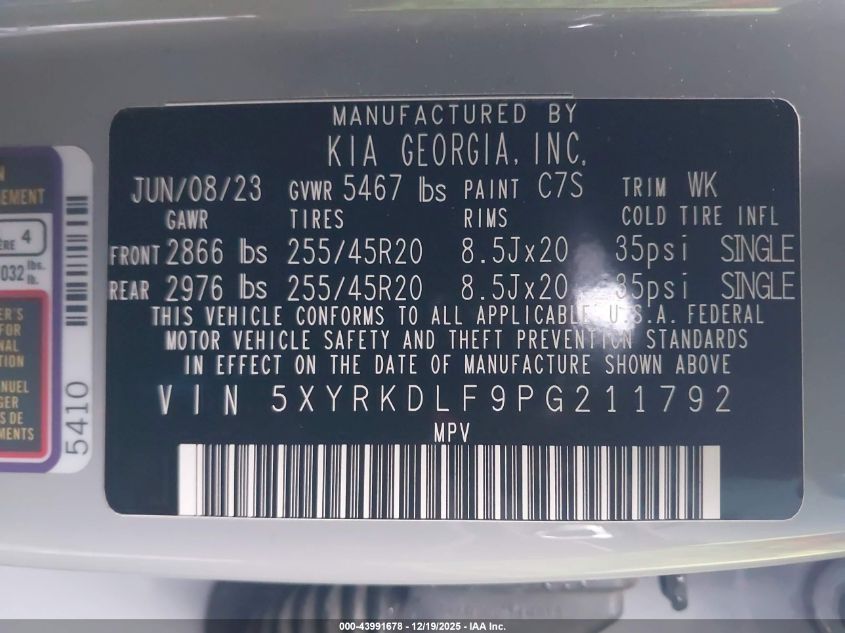 MANUFACTURED BY
KIA GEORGIA, INC.
JUN/08/23 GVWR 5467 lbs PAINT C7S TRIM WK
GAWR TIRES RIMS COLD TIRE INFL
FRONT 2866 lbs 255/45R20 8.5Jx20 35psi SINGLE
REAR 2976 lbs 255/45R20 8.5Jx20 35psi SINGLE
THIS VEHICLE CONFORMS TO ALL APPLICABLE U.S.A. FEDERAL
MOTOR VEHICLE SAFETY AND THEFT PREVENTION STANDARDS
IN EFFECT ON THE DATE OF MANUFACTURE SHOWN ABOVE
VIN 5XYRKDLF9PG211792
MPV
4
lbs.
lb.
5410
000-43991678 - 12/19/2025 - IAA Inc.